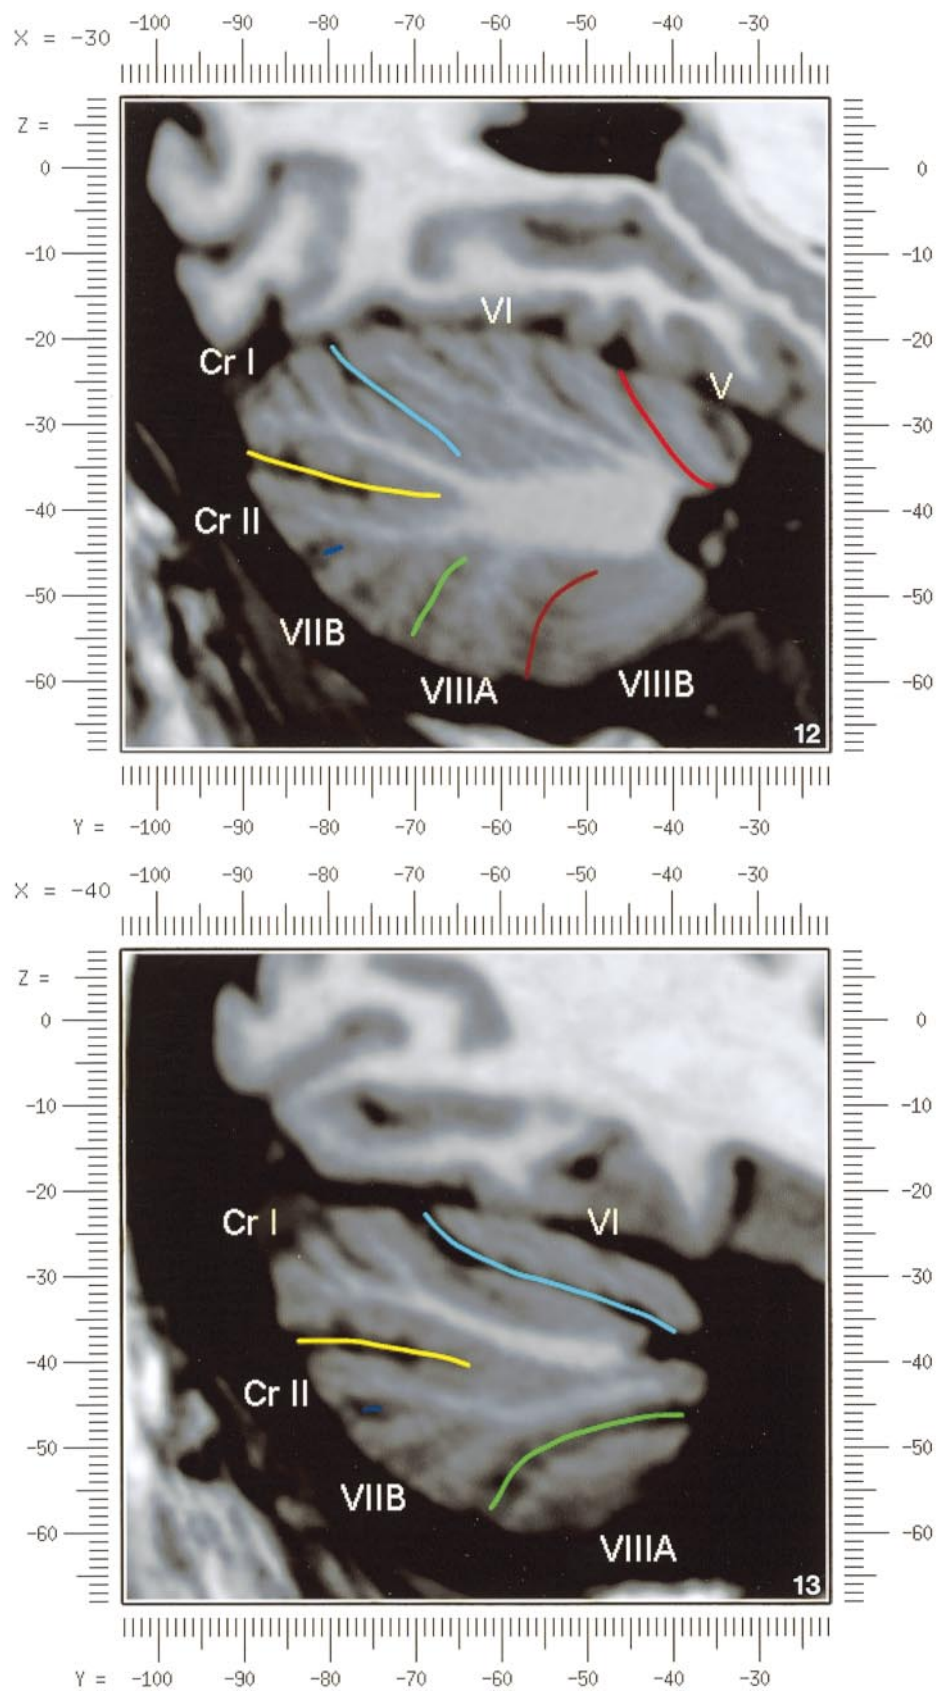 -100 -90 -80 -70 -60 -50 -40 -30
X = -30
Z =
0 0
-10 -10
VI
-20 -20
Cr I V
-30 -30
-40 -40
Cr II
-50 -50
VIIB
-60 VIIIA VIIIB -60
12
Y = -100 -90 -80 -70 -60 -50 -40 -30
-100 -90 -80 -70 -60 -50 -40 -30
X = -40
Z =
0 0
-10 -10
-20 -20
Cr I VI
-30 -30
-40 -40
Cr II
-50 -50
VIIB
-60 -60
VIIIA
13
Y = -100 -90 -80 -70 -60 -50 -40 -30